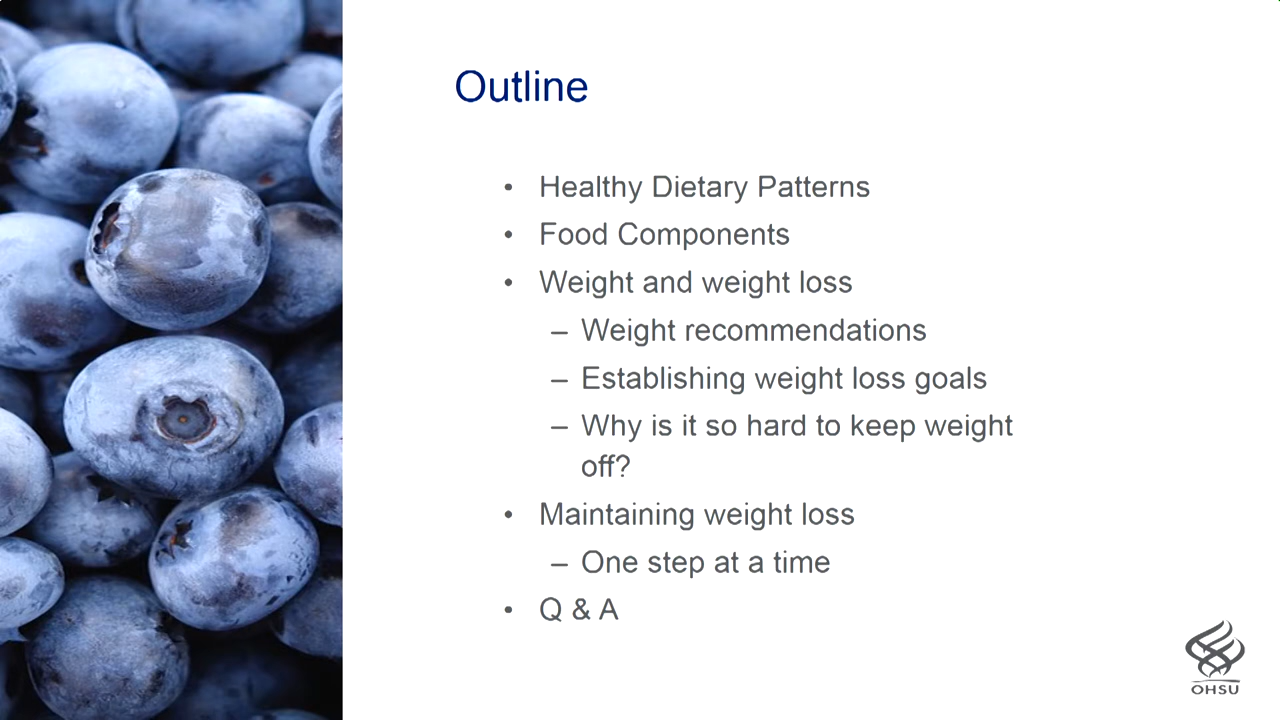 Outline
• Healthy Dietary Patterns
• Food Components
• Weight and weight loss
– Weight recommendations
– Establishing weight loss goals
– Why is it so hard to keep weight
off?
• Maintaining weight loss
– One step at a time
• Q & A
OHSU